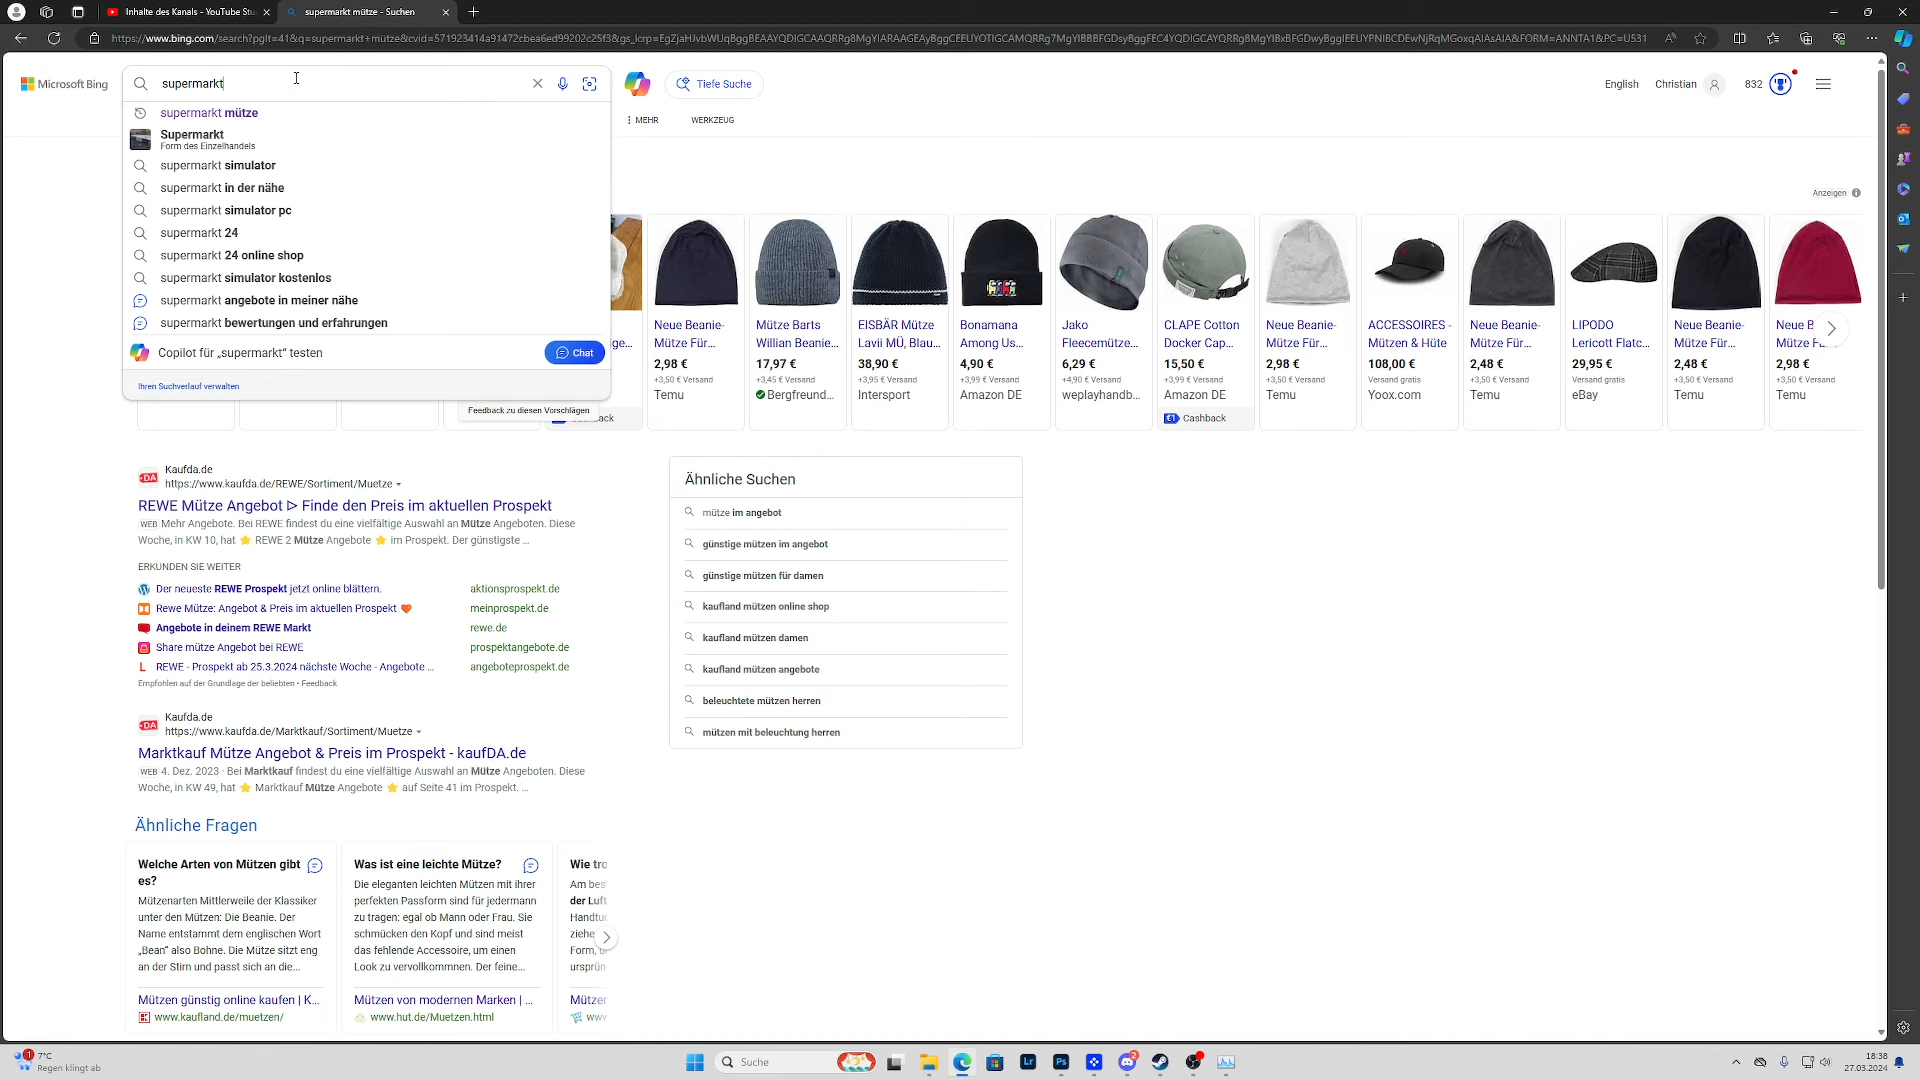 Inhalte des Kanals - YouTube Stu
supermarkt mütze - Suchen
Microsoft Bing
supermarkt
Tiefe Suche
English
Christian
832
supermarkt mütze
Supermarkt
Form des Einzelhandels
supermarkt simulator
supermarkt in der nähe
supermarkt simulator pc
supermarkt 24
supermarkt 24 online shop
supermarkt simulator kostenlos
supermarkt angebote in meiner nähe
supermarkt bewertungen und erfahrungen
Copilot für „supermarkt“ testen
Chat
Ihren Suchverlauf verwalten
Feedback zu diesen Vorschlägen
MEHR
WERKZEUG
Anzeigen
Neue Beanie-
Mütze Für...
2,98 €
+3,50 € Versand
Temu
Mütze Barts
Willian Beanie...
17,97 €
+3,45 € Versand
Bergfreund...
EISBÄR Mütze
Lavii MÜ, Blau...
38,90 €
+3,95 € Versand
Intersport
Bonamana
Among Us...
4,90 €
+3,99 € Versand
Amazon DE
Jako
Fleecemütze...
6,29 €
+4,90 € Versand
weplayhandb...
CLAPE Cotton
Docker Cap...
15,50 €
+3,99 € Versand
Amazon DE
Cashback
Neue Beanie-
Mütze Für...
2,98 €
+3,50 € Versand
Temu
ACCESSOIRES -
Mützen & Hüte
108,00 €
Versand gratis
Yoox.com
Neue Beanie-
Mütze Für...
2,48 €
+3,50 € Versand
Temu
LIPODO
Lericott Flatc...
29,95 €
Versand gratis
eBay
Neue Beanie-
Mütze Für...
2,48 €
+3,50 € Versand
Temu
Neue B
Mütze Fü
2,98 €
+3,50 € Versand
Temu
Kaufda.de
https://www.kaufda.de/REWE/Sortiment/Muetze
REWE Mütze Angebot ᐅ Finde den Preis im aktuellen Prospekt
WEB Mehr Angebote. Bei REWE findest du eine vielfältige Auswahl an Mütze Angeboten. Diese
Woche, in KW 10, hat ⭐ REWE 2 Mütze Angebote ⭐ im Prospekt. Der günstigste ...
ERKUNDEN SIE WEITER
Der neueste REWE Prospekt jetzt online blättern. aktionsprospekt.de
Rewe Mütze: Angebot & Preis im aktuellen Prospekt 🧡 meinprospekt.de
Angebote in deinem REWE Markt rewe.de
Share mütze Angebot bei REWE prospektangebote.de
REWE - Prospekt ab 25.3.2024 nächste Woche - Angebote ... angeboteprospekt.de
Empfohlen auf der Grundlage der beliebten • Feedback
Kaufda.de
https://www.kaufda.de/Marktkauf/Sortiment/Muetze
Marktkauf Mütze Angebot & Preis im Prospekt - kaufDA.de
WEB 4. Dez. 2023 · Bei Marktkauf findest du eine vielfältige Auswahl an Mütze Angeboten. Diese
Woche, in KW 49, hat ⭐ Marktkauf Mütze Angebote ⭐ auf Seite 41 im Prospekt. ...
Ähnliche Suchen
mütze im angebot
günstige mützen im angebot
günstige mützen für damen
kaufland mützen online shop
kaufland mützen damen
kaufland mützen angebote
beleuchtete mützen herren
mützen mit beleuchtung herren
Ähnliche Fragen
Welche Arten von Mützen gibt
es?
Mützenarten Mittlerweile der Klassiker
unter den Mützen: Die Beanie. Der
Name entstammt dem englischen Wort
„Bean“ also Bohne. Die Mütze sitzt eng
an der Stirn und passt sich an die...
Mützen günstig online kaufen | K...
www.kaufland.de/muetzen/
Was ist eine leichte Mütze?
Die eleganten leichten Mützen mit ihrer
perfekten Passform sind für jedermann
zu tragen: egal ob Mann oder Frau. Sie
schmücken den Kopf und sind meist
das fehlende Accessoire, um einen
Look zu vervollkommnen. Der feine...
Mützen von modernen Marken | ...
www.hut.de/Muetzen.html
Wie tro
Am bes
der Luft
Handtu
ziehe
Form,
ursprün
Mützen
www
7°C
Regen klingt ab
Suche
18:38
27.03.2024